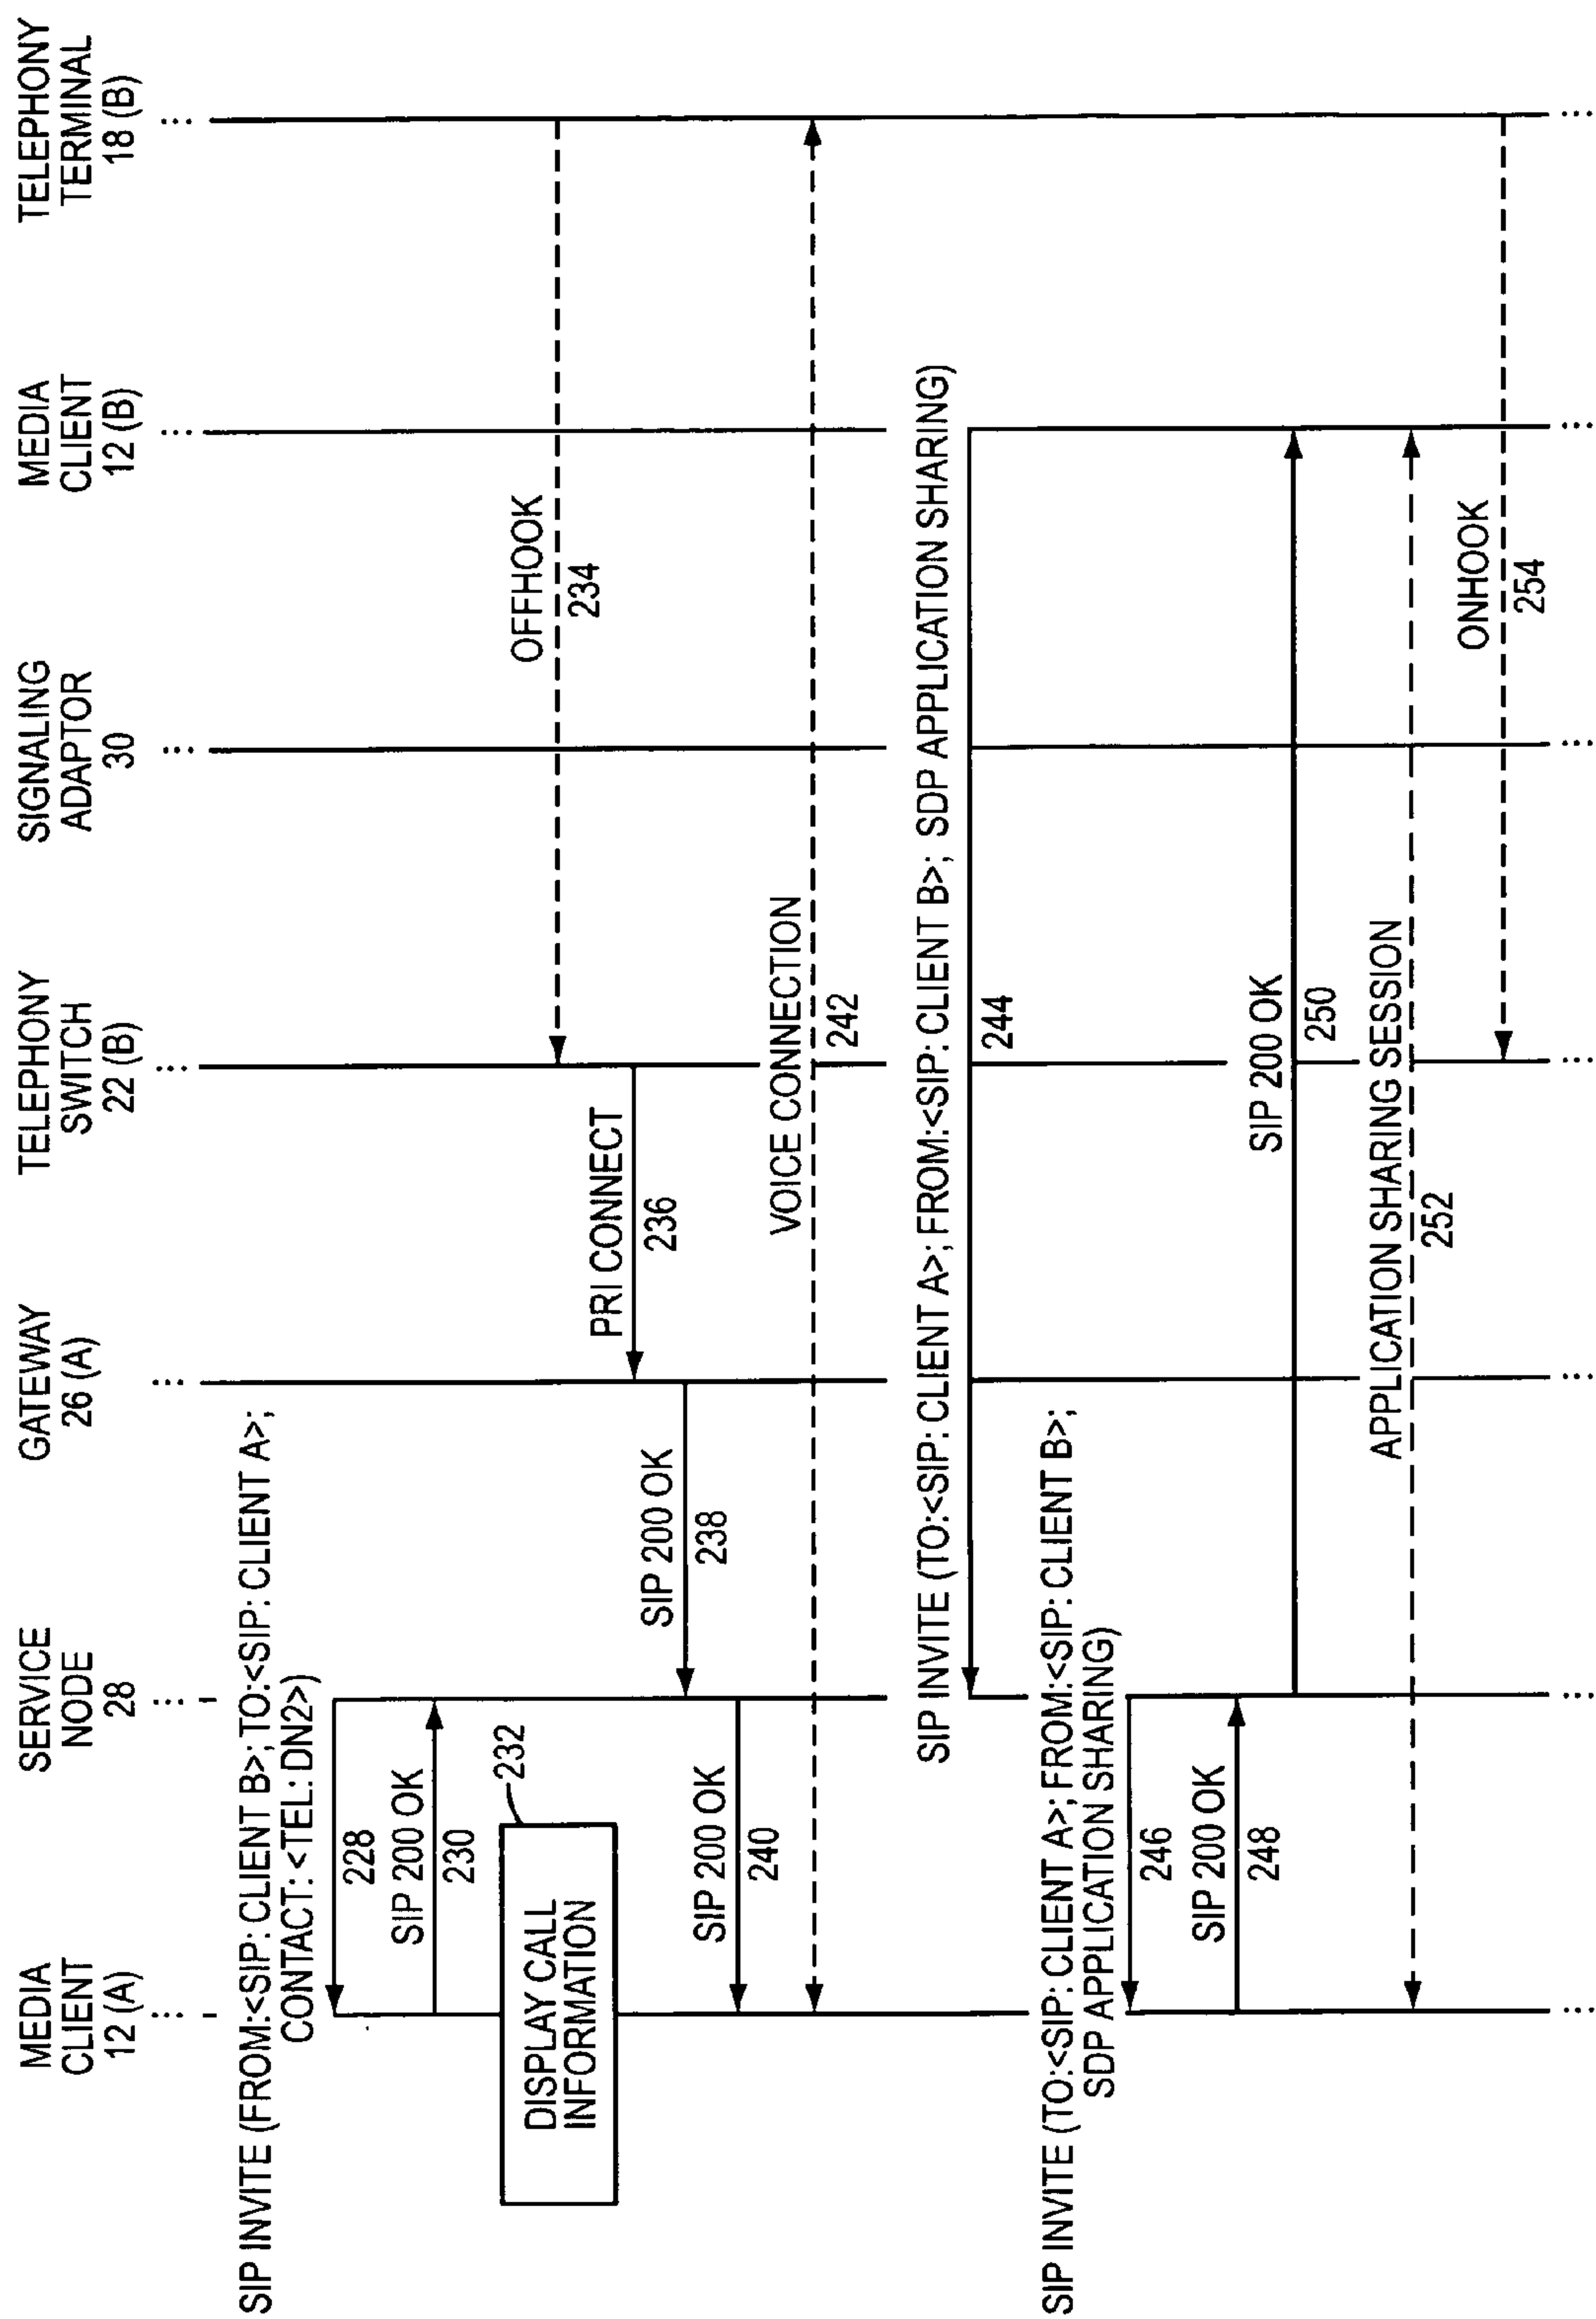 MEDIA
CLIENT
12 (A)
SERVICE
NODE
28
GATEWAY
26 (A)
TELEPHONY
SWITCH
22 (B)
SIGNALING
ADAPTOR
30
MEDIA
CLIENT
12 (B)
TELEPHONY
TERMINAL
18 (B)
SIP INVITE (FROM:<SIP: CLIENT B>; TO:<SIP: CLIENT A>;
CONTACT: <TEL: DN2>)
228
SIP 200 OK
230
232
DISPLAY CALL
INFORMATION
OFFHOOK
234
PRI CONNECT
236
SIP 200 OK
238
SIP 200 OK
240
VOICE CONNECTION
242
SIP INVITE (TO:<SIP: CLIENT A>; FROM:<SIP: CLIENT B>; SDP APPLICATION SHARING)
244
SIP INVITE (TO:<SIP: CLIENT A>; FROM:<SIP: CLIENT B>;
SDP APPLICATION SHARING)
246
SIP 200 OK
248
SIP 200 OK
250
APPLICATION SHARING SESSION
252
ONHOOK
254